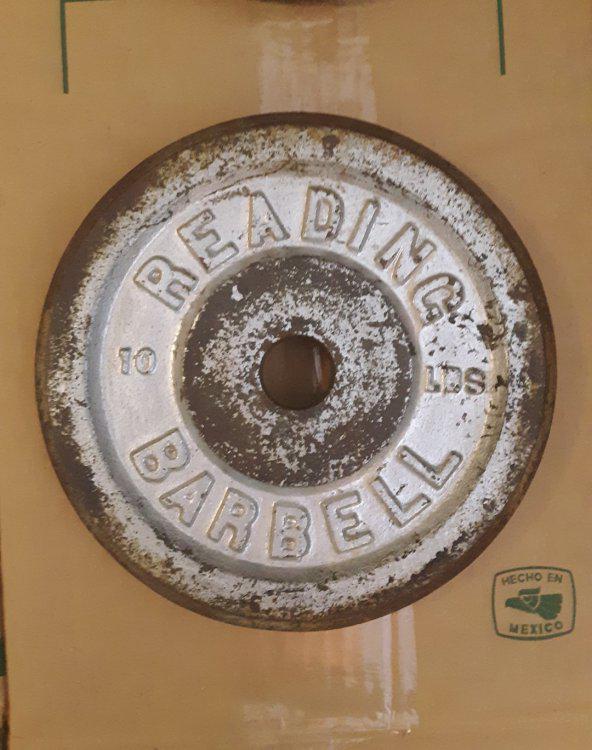 READING
10 LBS
BARBELL
HECHO EN
MEXICO